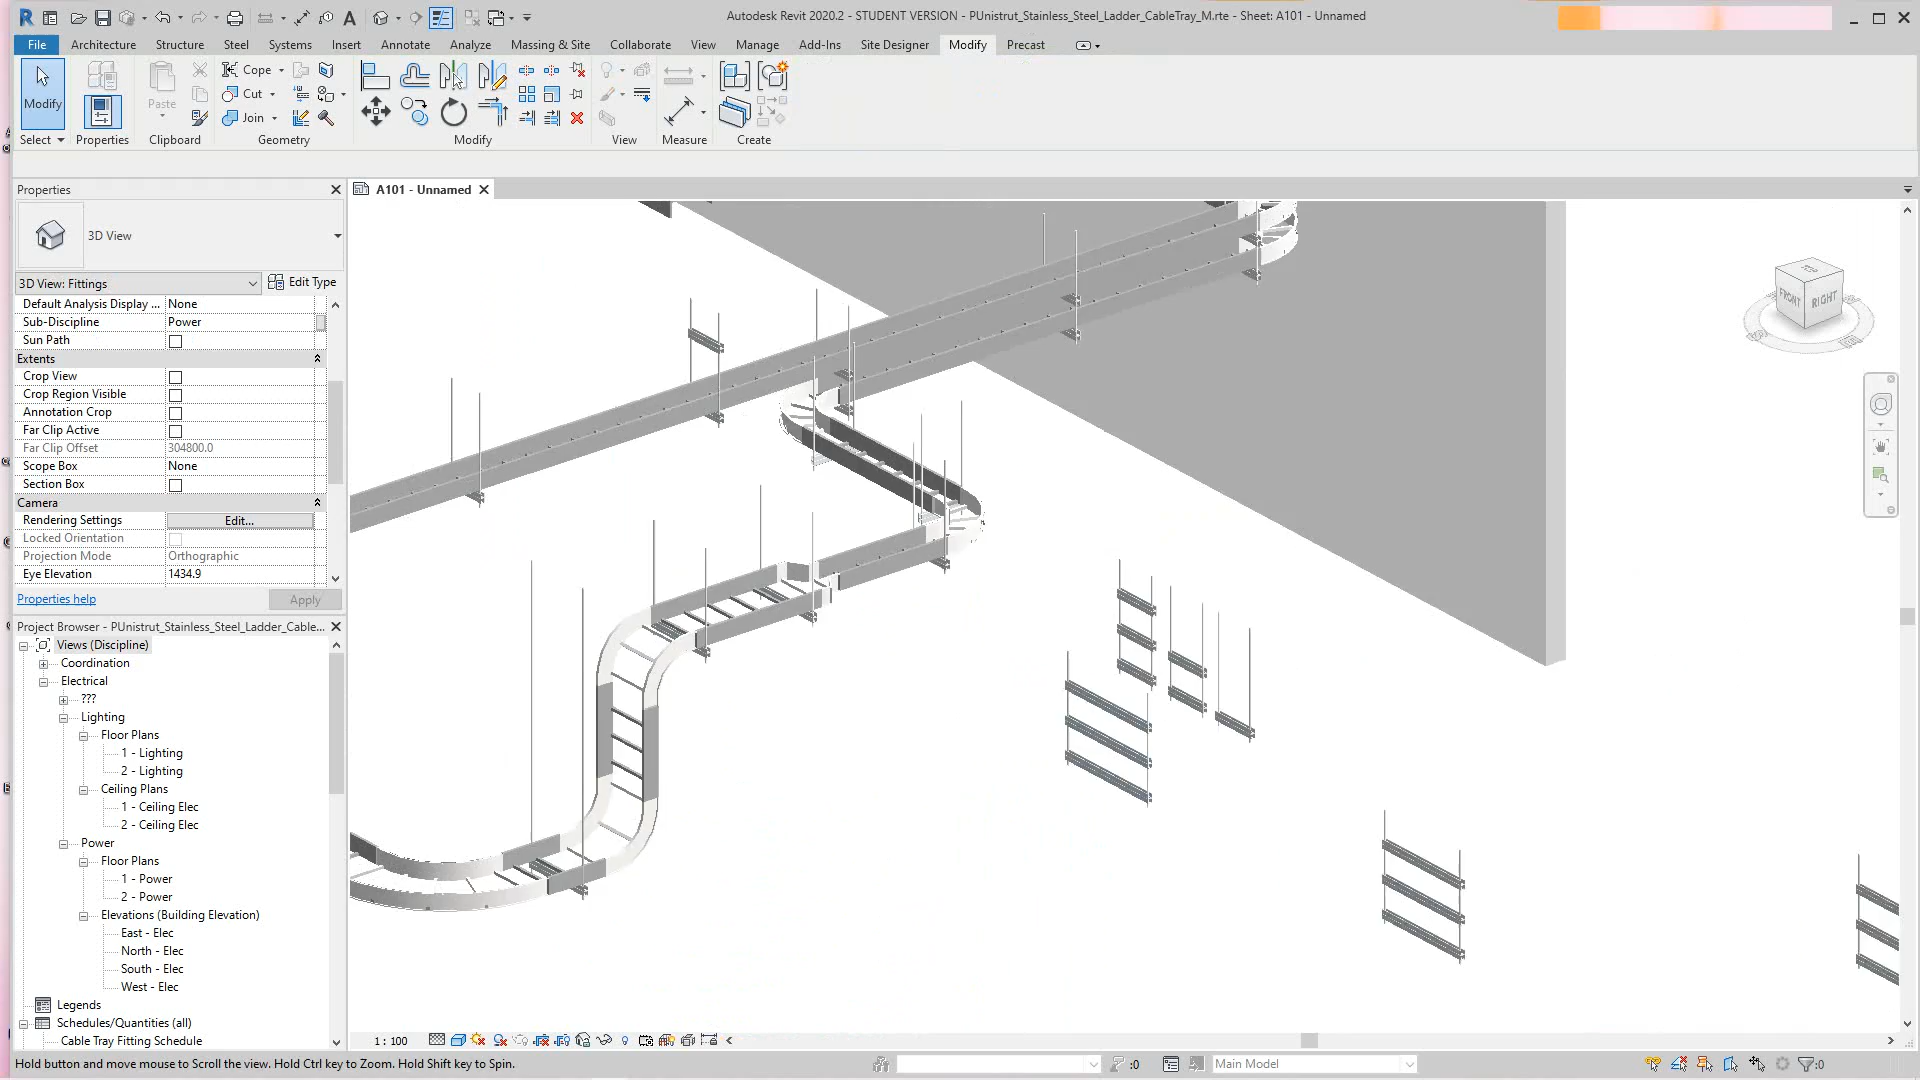 Autodesk Revit 2020.2 - STUDENT VERSION - PUnistrut_Stainless_Steel_Ladder_CableTray_M.rte - Sheet: A101 - Unnamed
File Architecture Structure Steel Systems Insert Annotate Analyze Massing & Site Collaborate View Manage Add-Ins Site Designer Modify Precast
Modify Paste Cope Cut Join
Select Properties Clipboard Geometry Modify View Measure Create
Properties
A101 - Unnamed
3D View
3D View: Fittings
Edit Type
Default Analysis Display ... None
Sub-Discipline Power
Sun Path
Extents
Crop View
Crop Region Visible
Annotation Crop
Far Clip Active
Far Clip Offset 304800.0
Scope Box None
Section Box
Camera
Rendering Settings Edit...
Locked Orientation
Projection Mode Orthographic
Eye Elevation 1434.9
Properties help Apply
TOP
FRONT RIGHT
Project Browser - PUnistrut_Stainless_Steel_Ladder_Cable...
Views (Discipline)
Coordination
Electrical
???
Lighting
Floor Plans
1 - Lighting
2 - Lighting
Ceiling Plans
1 - Ceiling Elec
2 - Ceiling Elec
Power
Floor Plans
1 - Power
2 - Power
Elevations (Building Elevation)
East - Elec
North - Elec
South - Elec
West - Elec
Legends
Schedules/Quantities (all)
Cable Tray Fitting Schedule
1 : 100
Hold button and move mouse to Scroll the view. Hold Ctrl key to Zoom. Hold Shift key to Spin.
:0
Main Model
:0